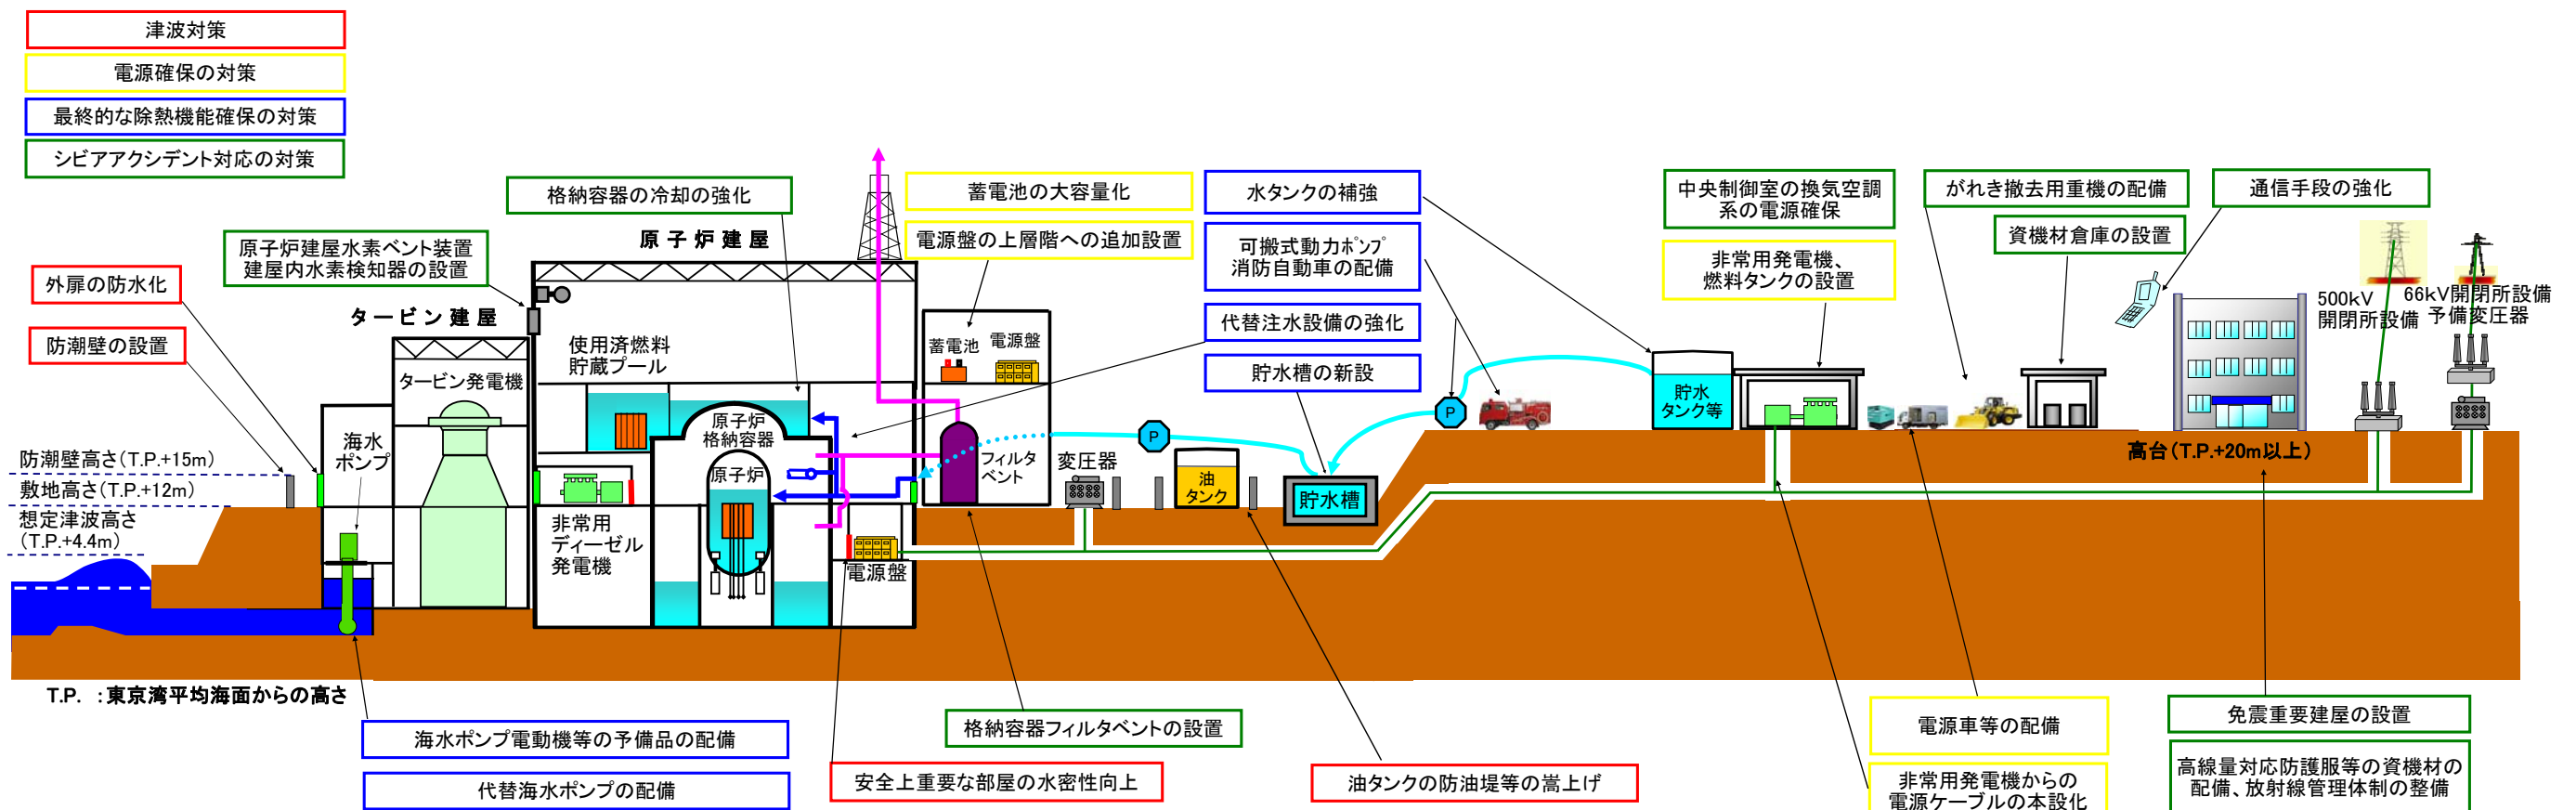 津波対策
電源確保の対策
最終的な除熱機能確保の対策
シビアアクシデント対応の対策
格納容器の冷却の強化
蓄電池の大容量化
電源盤の上層階への追加設置
水タンクの補強
可搬式動力ポンプ
消防自動車の配備
代替注水設備の強化
貯水槽の新設
中央制御室の換気空調
系の電源確保
非常用発電機、
燃料タンクの設置
がれき撤去用重機の配備
資機材倉庫の設置
通信手段の強化
原子炉建屋水素ベント装置
建屋内水素検知器の設置
外扉の防水化
防潮壁の設置
原子炉建屋
タービン建屋
タービン発電機
使用済燃料
貯蔵プール
蓄電池
電源盤
500kV
開閉所設備
66kV開閉所設備
予備変圧器
海水
ポンプ
原子炉
格納容器
原子炉
フィルタ
ベント
変圧器
油
タンク
P
P
貯水槽
貯水
タンク等
高台(T.P.+20m以上)
防潮壁高さ(T.P.+15m)
敷地高さ(T.P.+12m)
想定津波高さ
(T.P.+4.4m)
非常用
ディーゼル
発電機
電源盤
T.P. :東京湾平均海面からの高さ
海水ポンプ電動機等の予備品の配備
代替海水ポンプの配備
格納容器フィルタベントの設置
安全上重要な部屋の水密性向上
油タンクの防油堤等の嵩上げ
電源車等の配備
非常用発電機からの
電源ケーブルの本設化
免震重要建屋の設置
高線量対応防護服等の資機材の
配備、放射線管理体制の整備